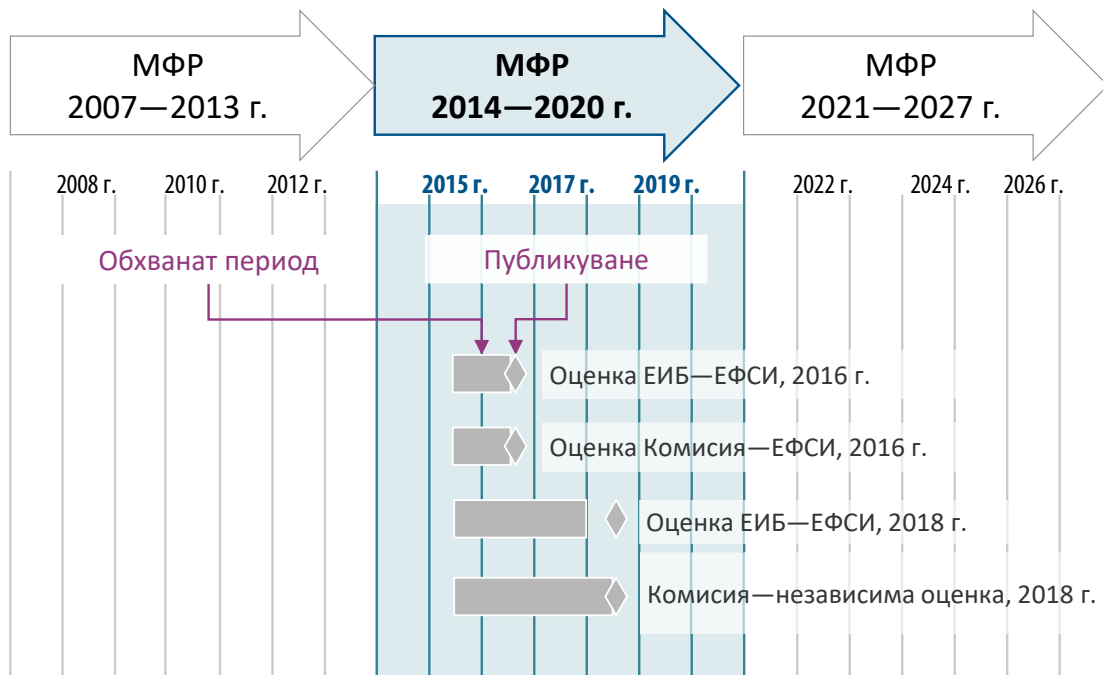 МФР
2007—2013 г.
МФР
2014—2020 г.
МФР
2021—2027 г.
2008 г.
2010 г.
2012 г.
2015 г.
2017 г.
2019 г.
2022 г.
2024 г.
2026 г.
Обхванат период
Публикуване
Оценка ЕИБ—ЕФСИ, 2016 г.
Оценка Комисия—ЕФСИ, 2016 г.
Оценка ЕИБ—ЕФСИ, 2018 г.
Комисия—независима оценка, 2018 г.